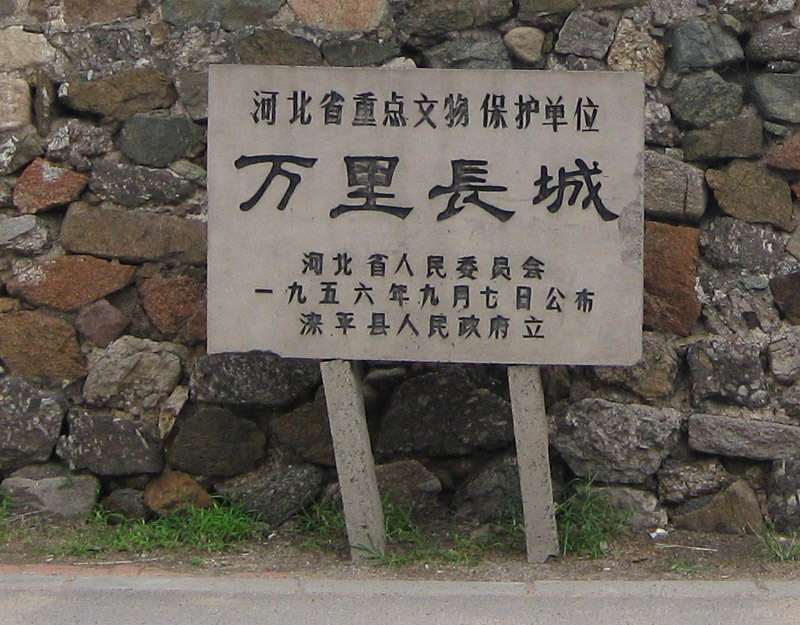 河北省重点文物保护单位
万里長城
河北省人民委员会
一九五六年九月七日公布
滦平县人民政府立